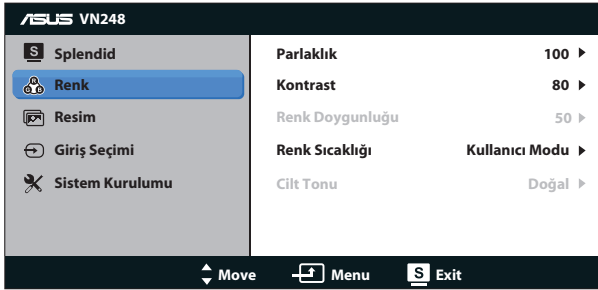 ASUS VN248
S Splendid
Renk
Resim
Giriş Seçimi
Sistem Kurulumu
Parlaklık 100
Kontrast 80
Renk Doygunluğu 50
Renk Sıcaklığı Kullanıcı Modu
Cilt Tonu Doğal
Move Menu S Exit